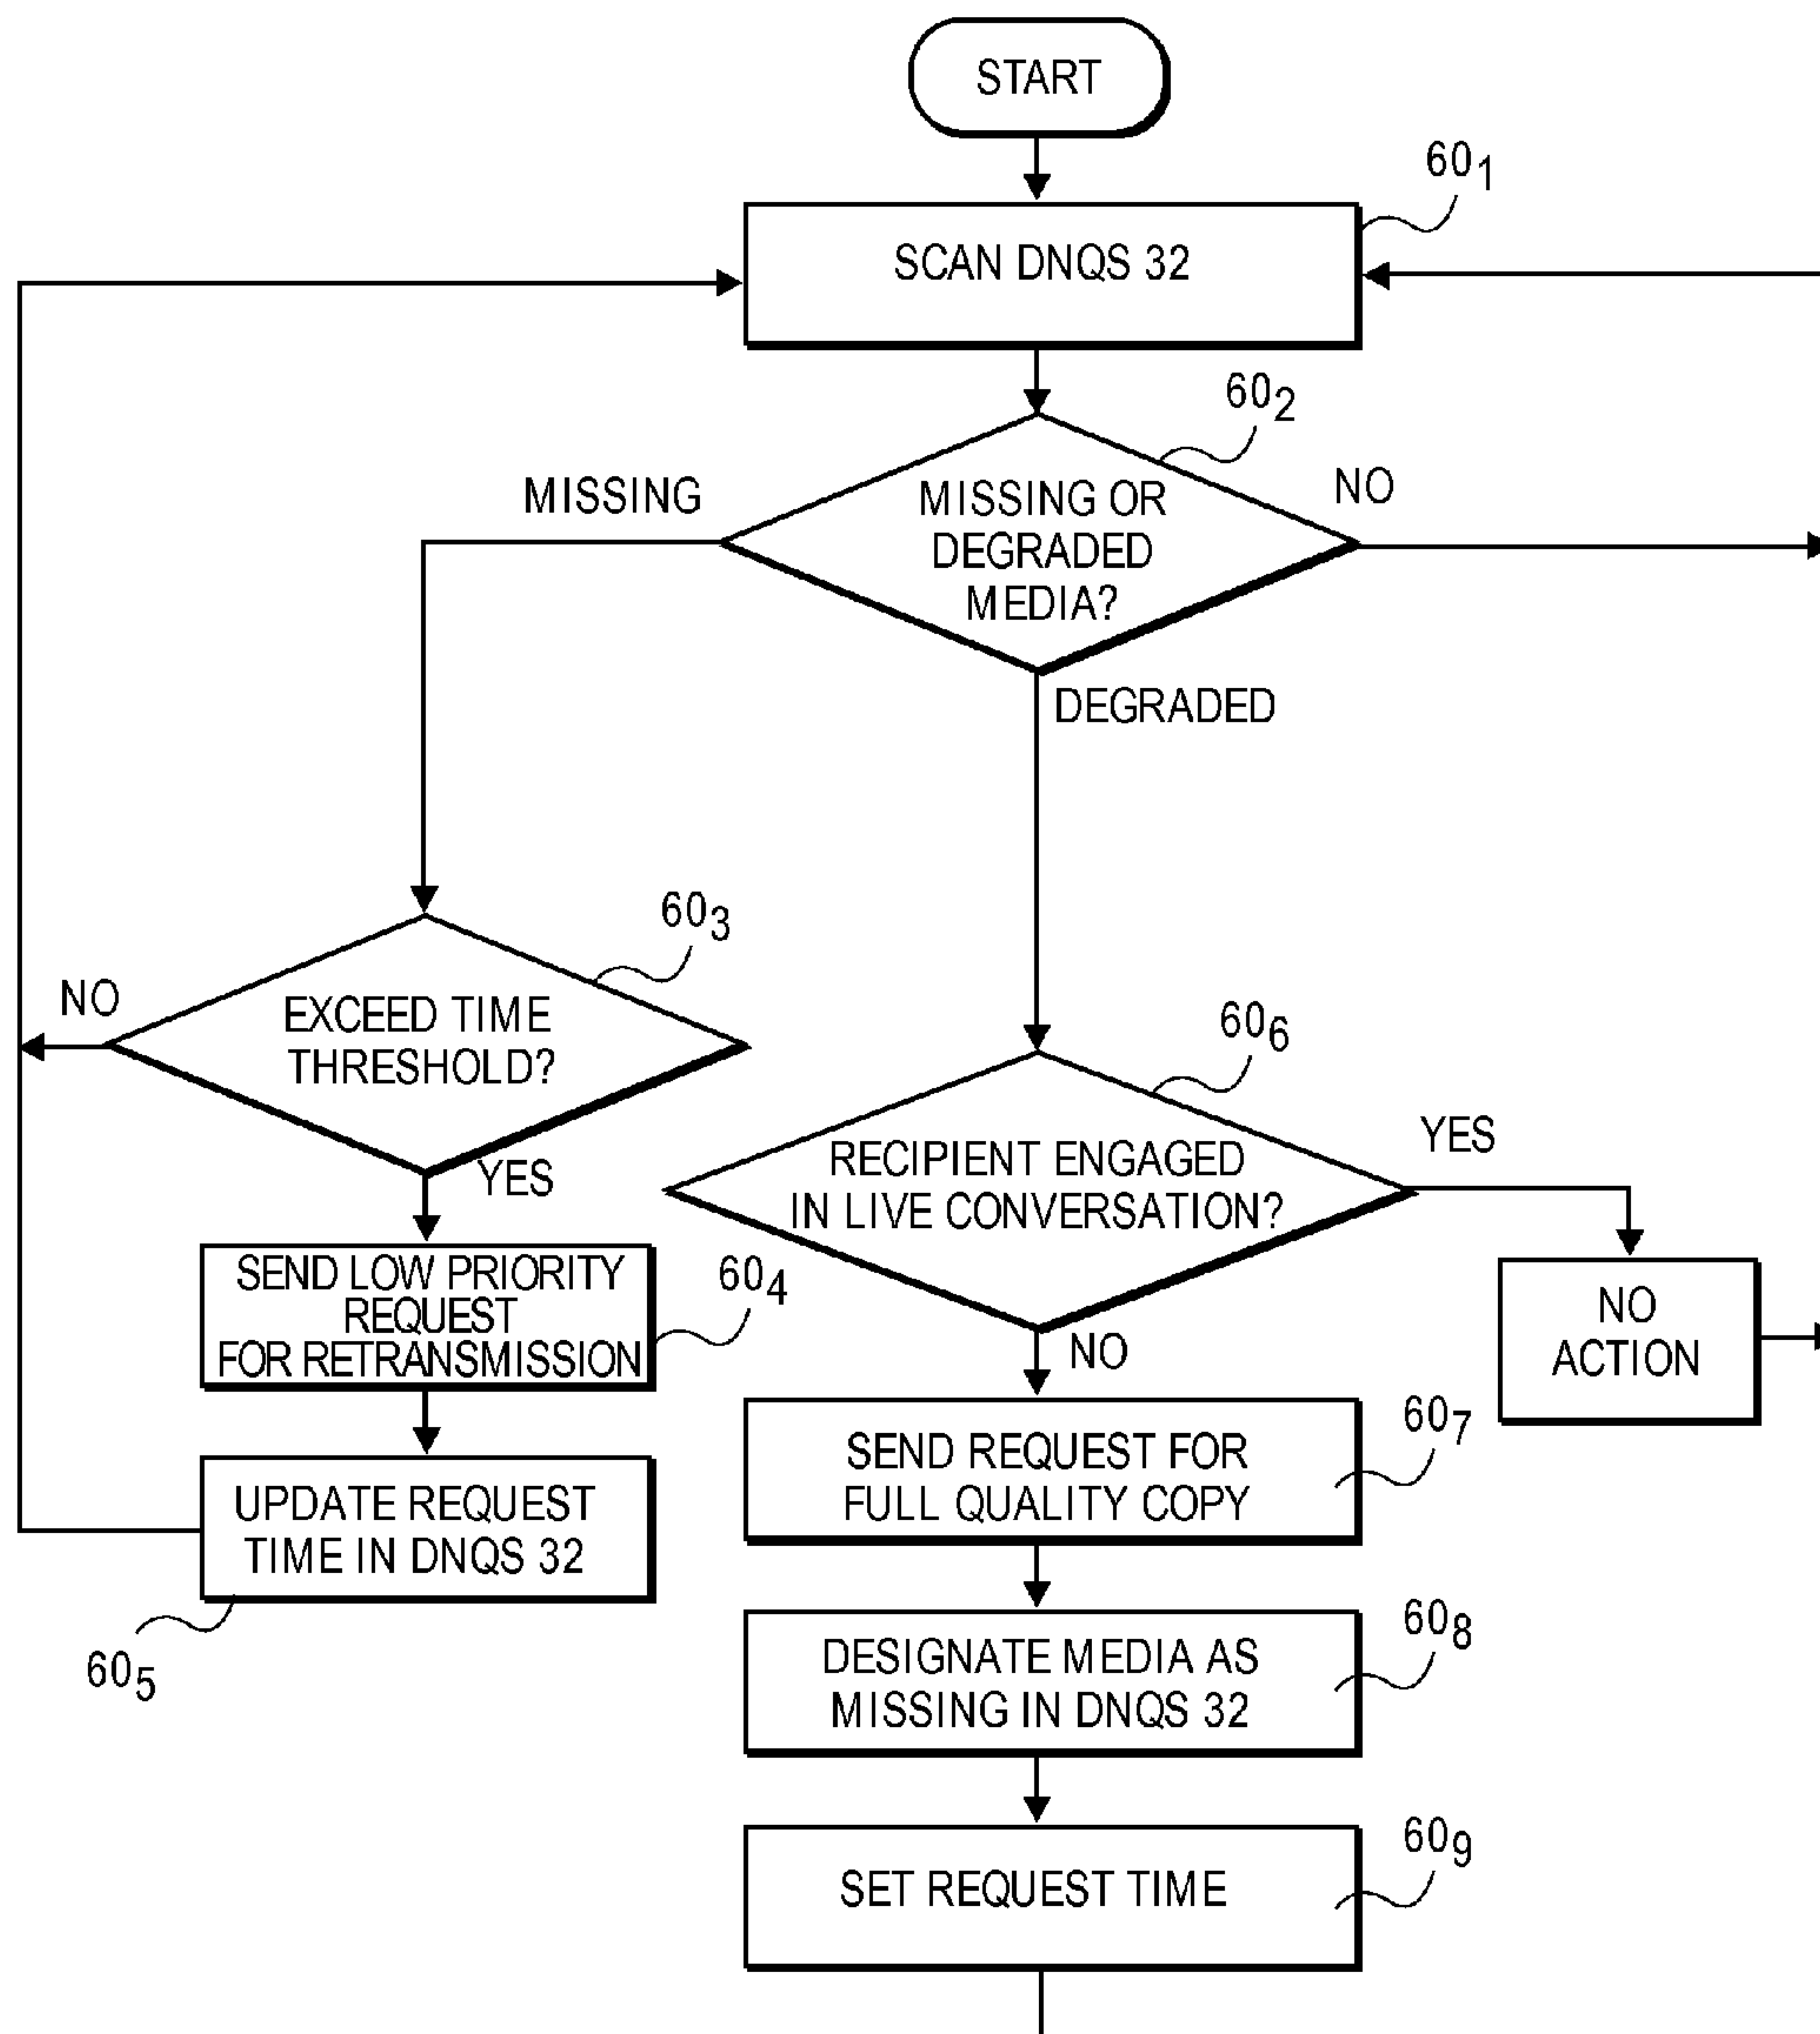 START
60₁
SCAN DNQS 32
60₂
MISSING
MISSING OR
DEGRADED
MEDIA?
NO
DEGRADED
60₃
NO
EXCEED TIME
THRESHOLD?
YES
60₆
RECIPIENT ENGAGED
IN LIVE CONVERSATION?
YES
SEND LOW PRIORITY
REQUEST
FOR RETRANSMISSION
60₄
NO
ACTION
NO
UPDATE REQUEST
TIME IN DNQS 32
60₅
SEND REQUEST FOR
FULL QUALITY COPY
60₇
DESIGNATE MEDIA AS
MISSING IN DNQS 32
60₈
SET REQUEST TIME
60₉